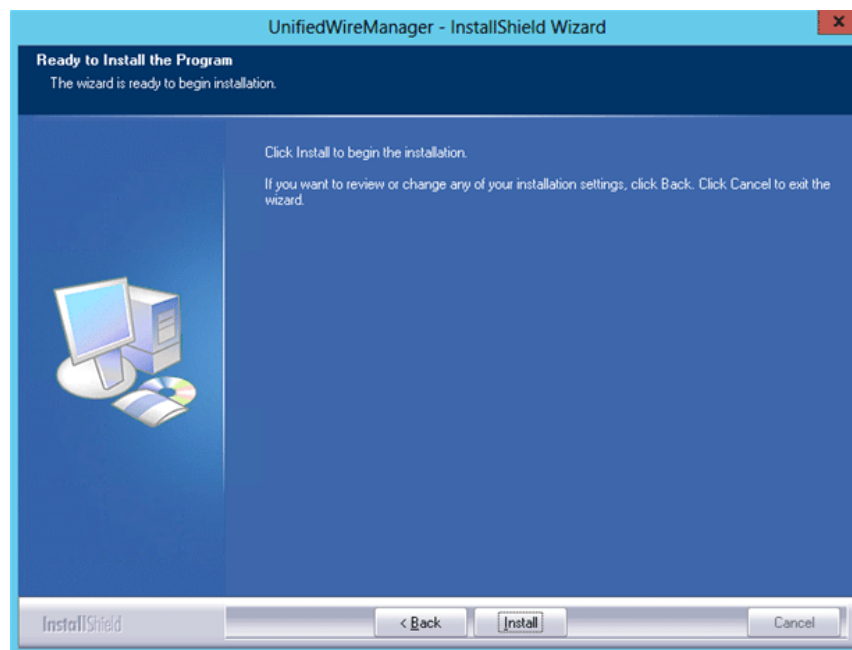 UnifiedWireManager - InstallShield Wizard
Ready to Install the Program
The wizard is ready to begin installation.
Click Install to begin the installation.
If you want to review or change any of your installation settings, click Back. Click Cancel to exit the
wizard.
InstallShield
< Back
Install
Cancel